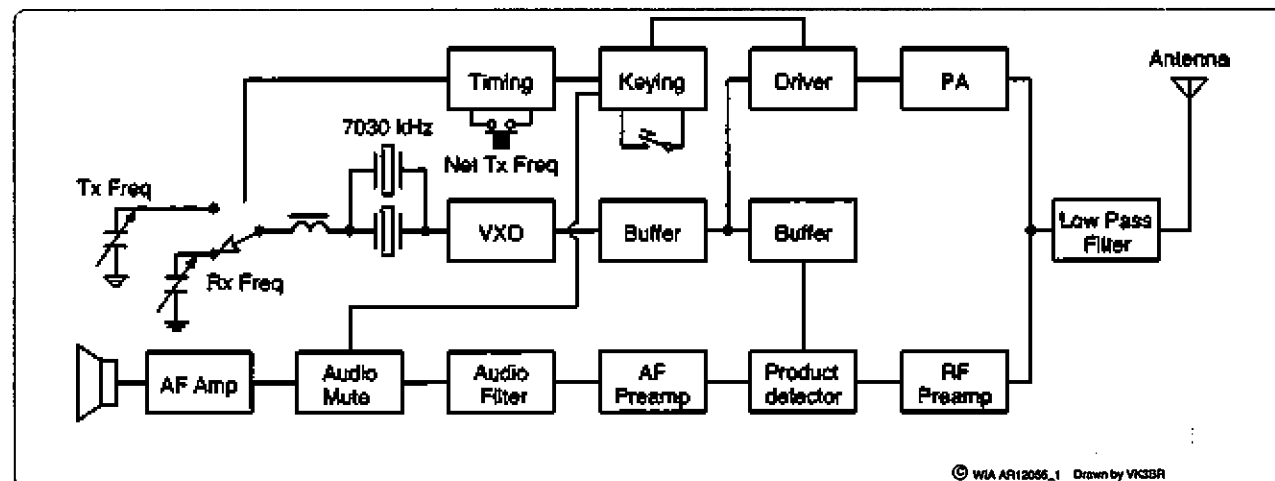 Antenna
Timing
Keying
Driver
PA
7030 kHz
Net Tx Freq
Tx Freq
VXO
Buffer
Buffer
Low Pass
Filter
Rx Freq
AF Amp
Audio
Mute
Audio
Filter
AF
Preamp
Product
detector
RF
Preamp
© WIA AR12055_1 Drawn by VK3BR